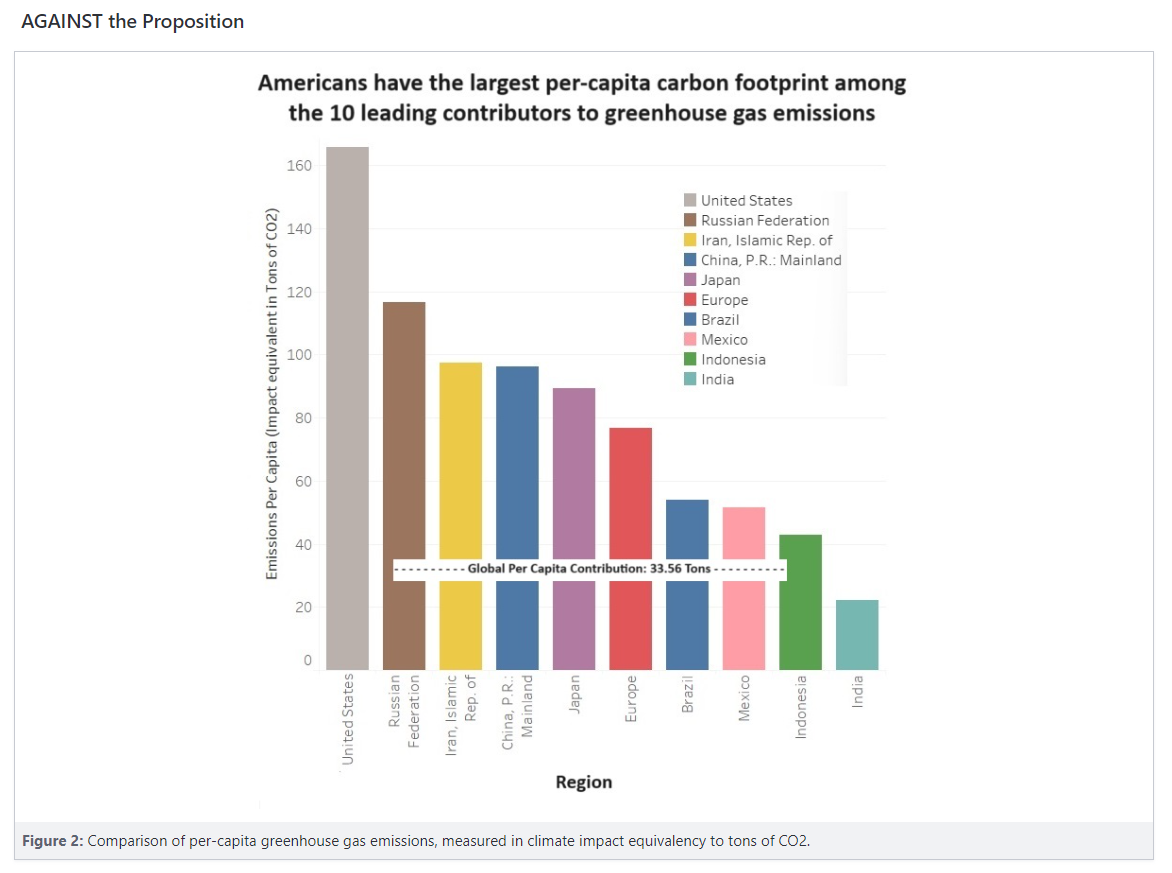 AGAINST the Proposition
Americans have the largest per-capita carbon footprint among
the 10 leading contributors to greenhouse gas emissions
Emissions Per Capita (Impact equivalent in Tons of CO2)
160
140
120
100
80
60
40
20
0
United States
Russian Federation
Iran, Islamic Rep. of
China, P.R.: Mainland
Japan
Europe
Brazil
Mexico
Indonesia
India
Global Per Capita Contribution: 33.56 Tons
United States
Russian
Federation
Iran, Islamic
Rep. of
China, P.R.:
Mainland
Japan
Europe
Brazil
Mexico
Indonesia
India
Region
Figure 2: Comparison of per-capita greenhouse gas emissions, measured in climate impact equivalency to tons of CO2.